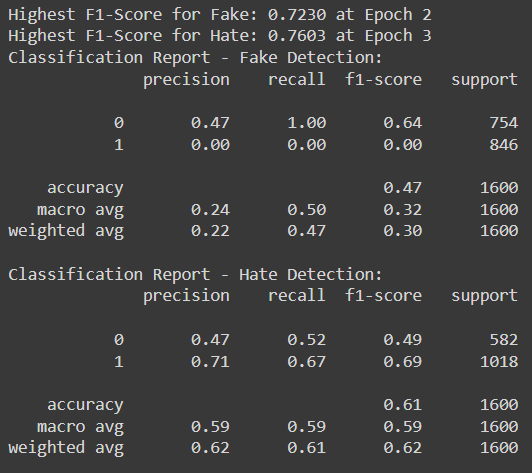 Highest F1-Score for Fake: 0.7230 at Epoch 2
Highest F1-Score for Hate: 0.7603 at Epoch 3
Classification Report - Fake Detection:
precision recall f1-score support
0 0.47 1.00 0.64 754
1 0.00 0.00 0.00 846
accuracy 0.47 1600
macro avg 0.24 0.50 0.32 1600
weighted avg 0.22 0.47 0.30 1600
Classification Report - Hate Detection:
precision recall f1-score support
0 0.47 0.52 0.49 582
1 0.71 0.67 0.69 1018
accuracy 0.61 1600
macro avg 0.59 0.59 0.59 1600
weighted avg 0.62 0.61 0.62 1600